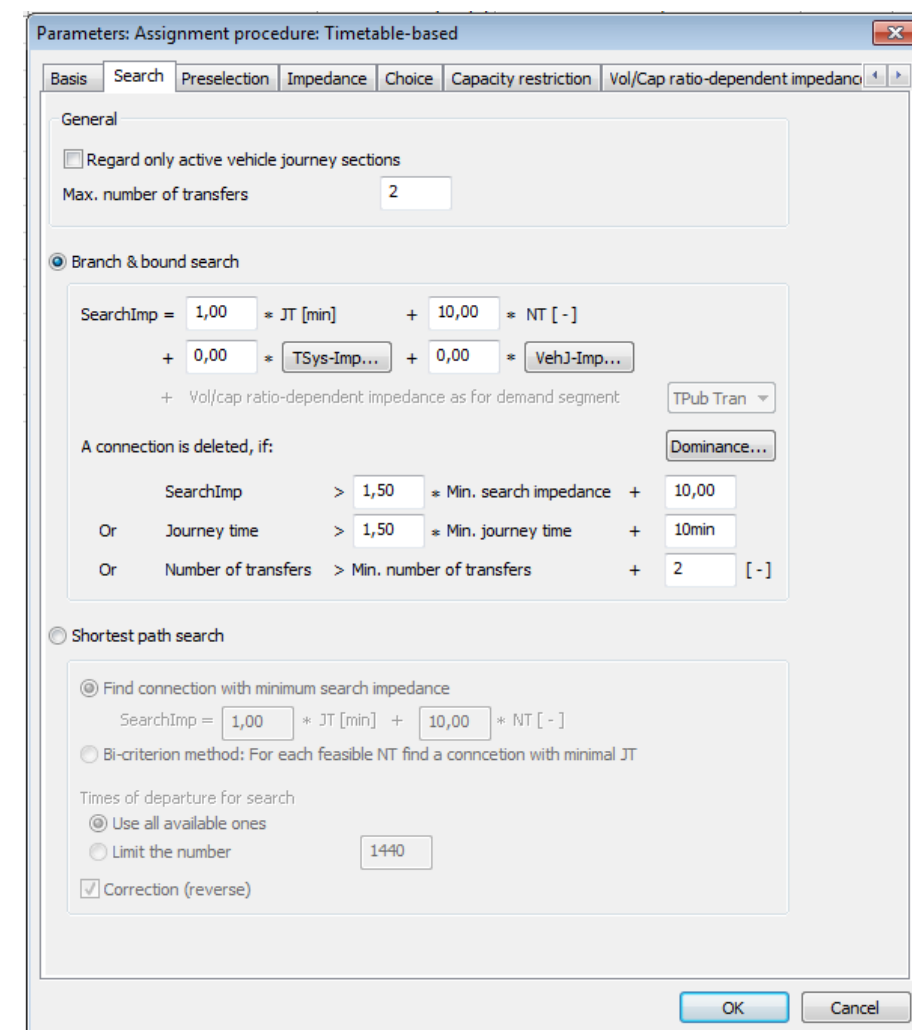 Parameters: Assignment procedure: Timetable-based
Basis Search Preselection Impedance Choice Capacity restriction Vol/Cap ratio-dependent impedanc
General
Regard only active vehicle journey sections
Max. number of transfers 2
Branch & bound search
SearchImp = 1,00 * JT [min] + 10,00 * NT [-]
+ 0,00 * TSys-Imp... + 0,00 * VehJ-Imp...
+ Vol/cap ratio-dependent impedance as for demand segment TPub Tran
A connection is deleted, if: Dominance...
SearchImp > 1,50 * Min. search impedance + 10,00
Or Journey time > 1,50 * Min. journey time + 10min
Or Number of transfers > Min. number of transfers + 2 [-]
Shortest path search
Find connection with minimum search impedance
SearchImp = 1,00 * JT [min] + 10,00 * NT [-]
Bi-criterion method: For each feasible NT find a conncetion with minimal JT
Times of departure for search
Use all available ones
Limit the number 1440
Correction (reverse)
OK Cancel